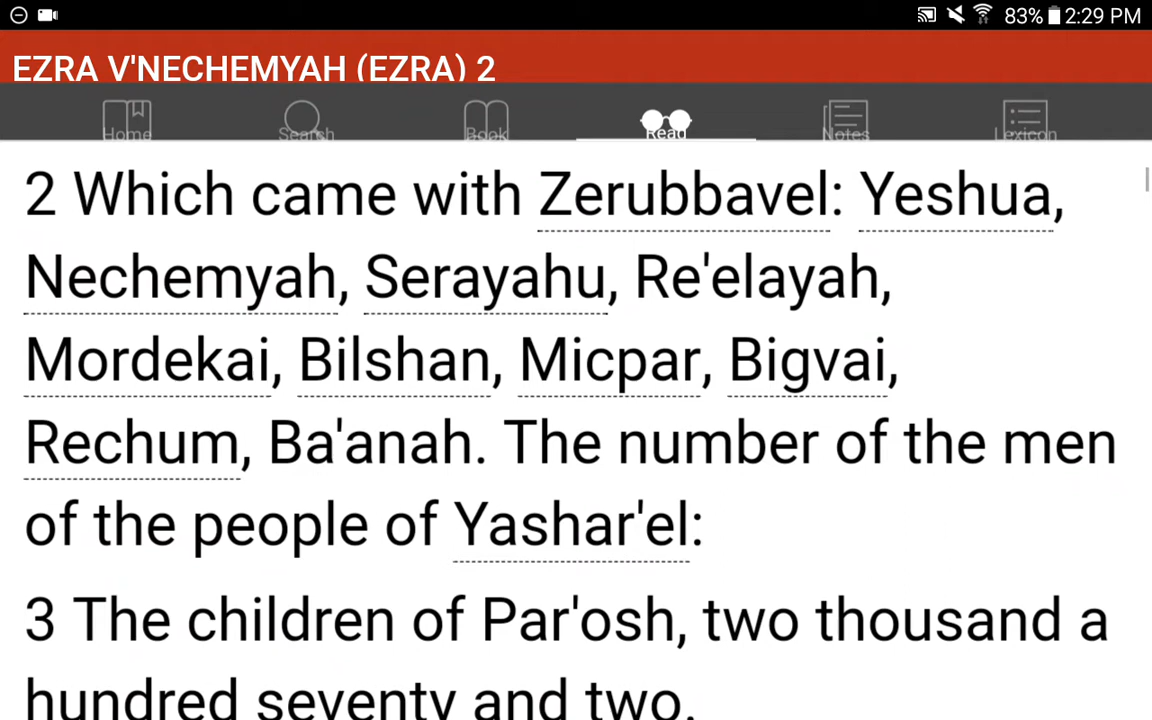 83% 2:29 PM
EZRA V'NECHEMYAH (EZRA) 2
Home Search Book Read Notes Lexicon
2 Which came with Zerubbavel: Yeshua,
Nechemyah, Serayahu, Re'elayah,
Mordekai, Bilshan, Micpar, Bigvai,
Rechum, Ba'anah. The number of the men
of the people of Yashar'el:
3 The children of Par'osh, two thousand a
hundred seventy and two.